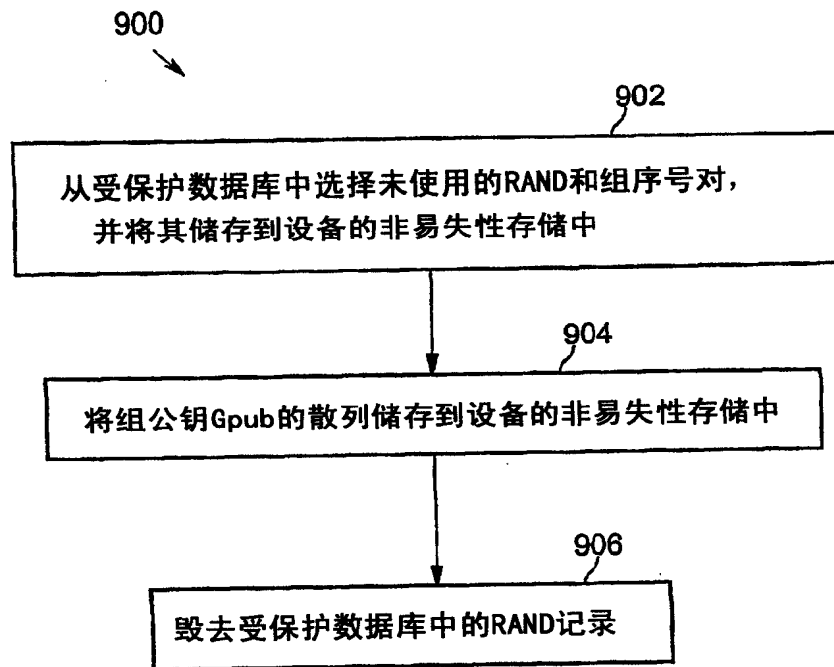 900
902
从受保护数据库中选择未使用的RAND和组序号对，
并将其储存到设备的非易失性存储中
904
将组公钥Gpub的散列储存到设备的非易失性存储中
906
毁去受保护数据库中的RAND记录